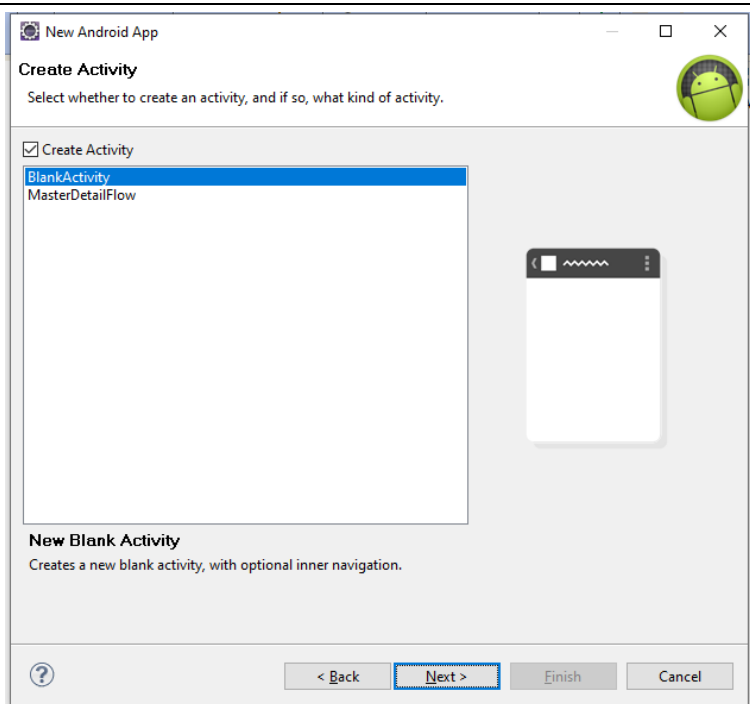 New Android App
Create Activity
Select whether to create an activity, and if so, what kind of activity.
Create Activity
BlankActivity
MasterDetailFlow
New Blank Activity
Creates a new blank activity, with optional inner navigation.
?
< Back
Next >
Finish
Cancel